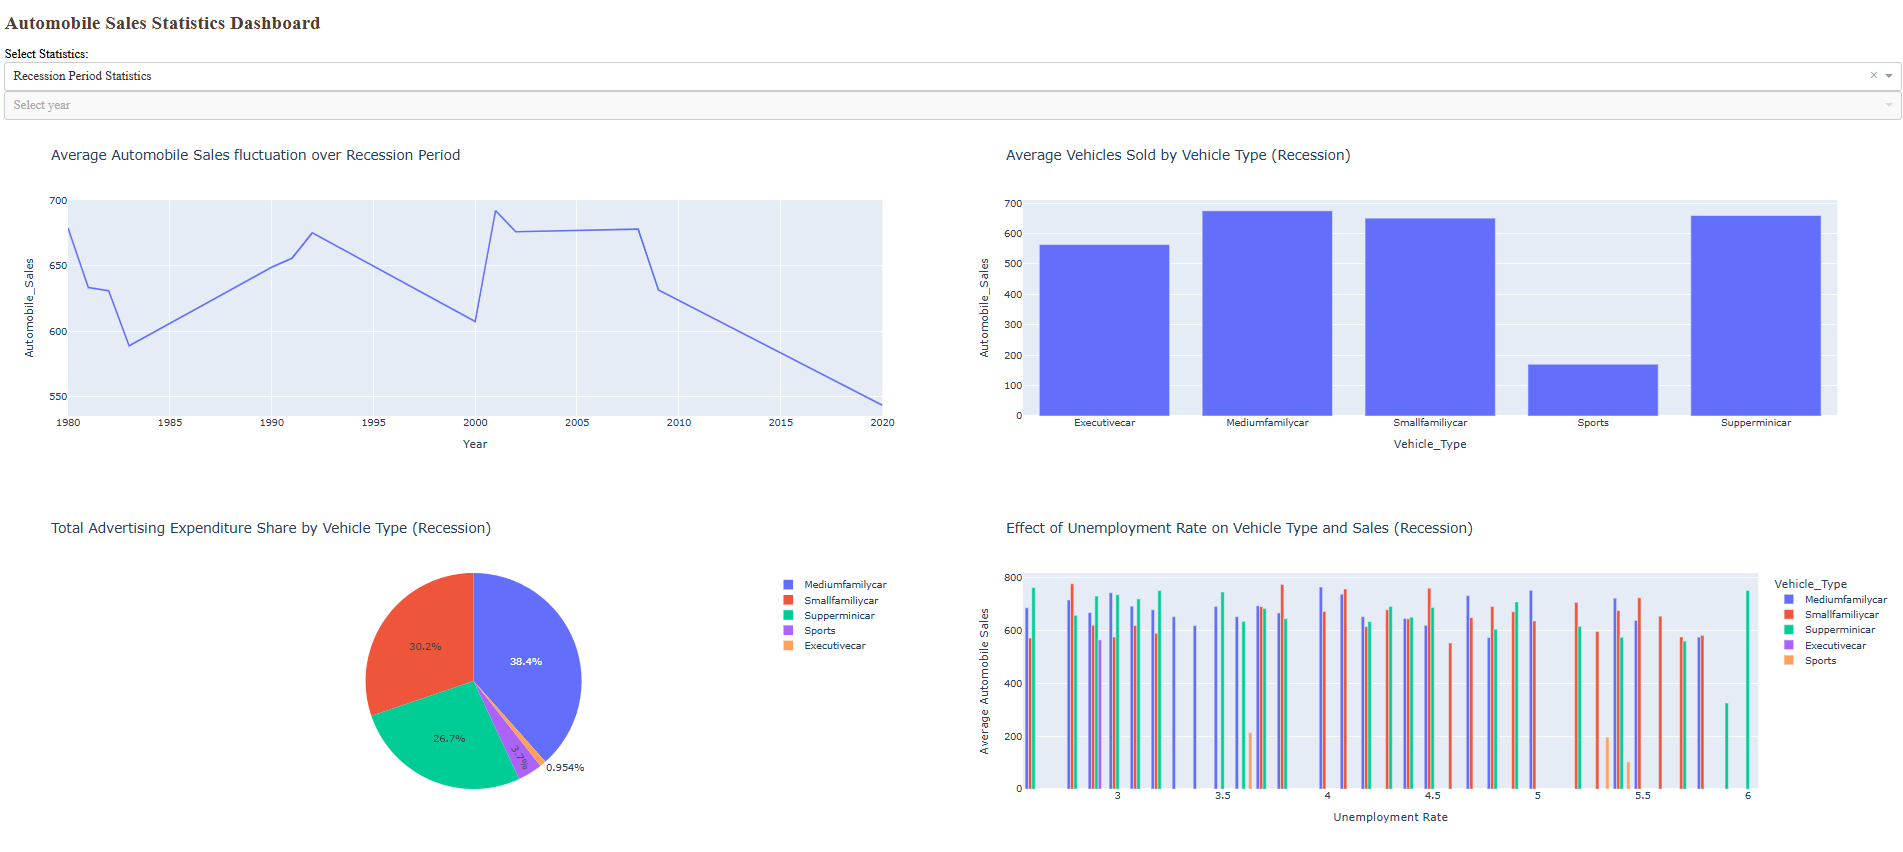 Automobile Sales Statistics Dashboard
Select Statistics:
Recession Period Statistics ×
Select year
Average Automobile Sales fluctuation over Recession Period
700
650
600
550
Automobile_Sales
1980 1985 1990 1995 2000 2005 2010 2015 2020
Year
Average Vehicles Sold by Vehicle Type (Recession)
700
600
500
400
300
200
100
0
Automobile_Sales
Executivecar Mediumfamilycar Smallfamiliycar Sports Supperminicar
Vehicle_Type
Total Advertising Expenditure Share by Vehicle Type (Recession)
38.4%
30.2%
26.7%
3.7%
0.954%
Mediumfamilycar
Smallfamiliycar
Supperminicar
Sports
Executivecar
Effect of Unemployment Rate on Vehicle Type and Sales (Recession)
800
600
400
200
0
Average Automobile Sales
3 3.5 4 4.5 5 5.5 6
Unemployment Rate
Vehicle_Type
Mediumfamilycar
Smallfamiliycar
Supperminicar
Executivecar
Sports